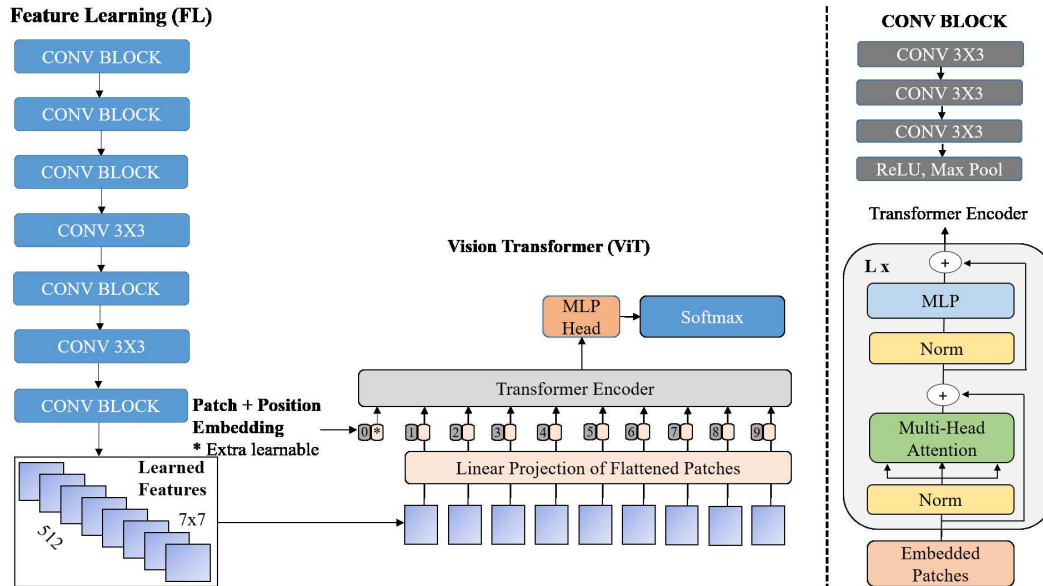 Feature Learning (FL)
CONV BLOCK
CONV BLOCK
CONV BLOCK
CONV 3X3
CONV BLOCK
CONV 3X3
CONV BLOCK
Learned
Features
7x7
512
Patch + Position
Embedding
* Extra learnable
Vision Transformer (ViT)
MLP
Head
Softmax
Transformer Encoder
0 * 1 2 3 4 5 6 7 8 9
Linear Projection of Flattened Patches
CONV BLOCK
CONV 3X3
CONV 3X3
CONV 3X3
ReLU, Max Pool
Transformer Encoder
L x
+
MLP
Norm
+
Multi-Head
Attention
Norm
Embedded
Patches